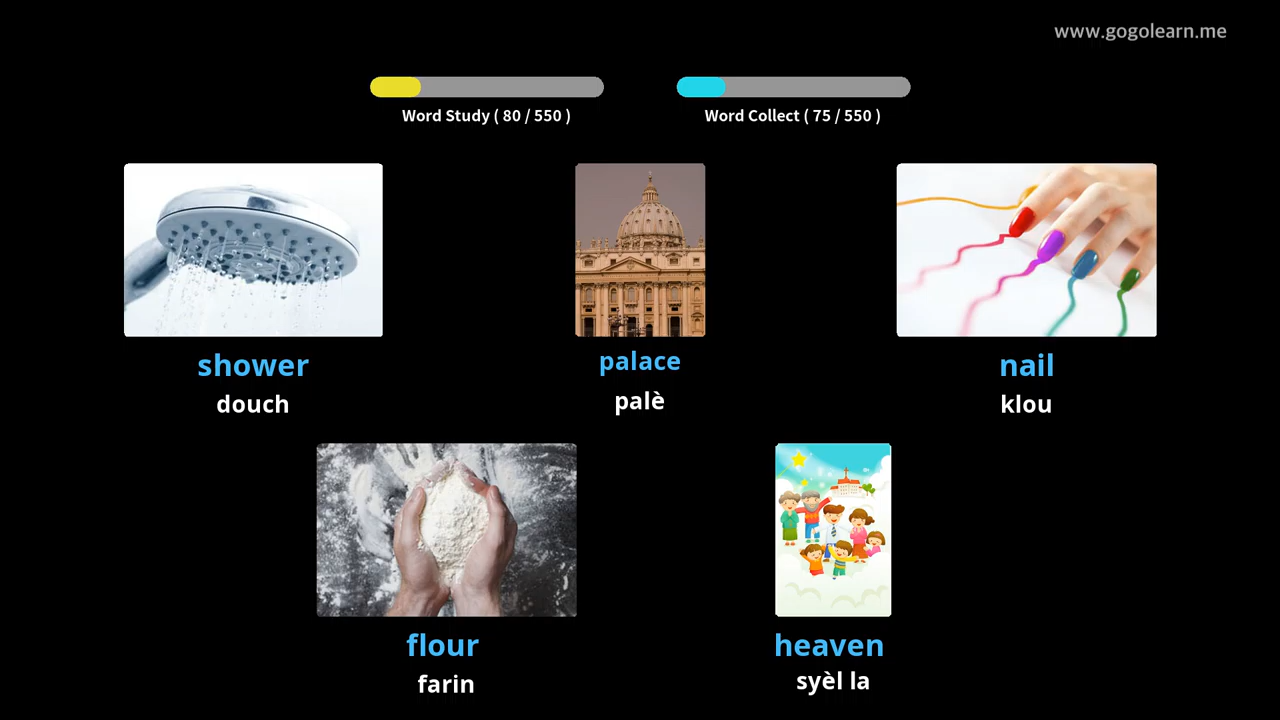 www.gogolearn.me
Word Study ( 80 / 550 )
Word Collect ( 75 / 550 )
shower
douch
palace
palè
nail
klou
flour
farin
heaven
syèl la